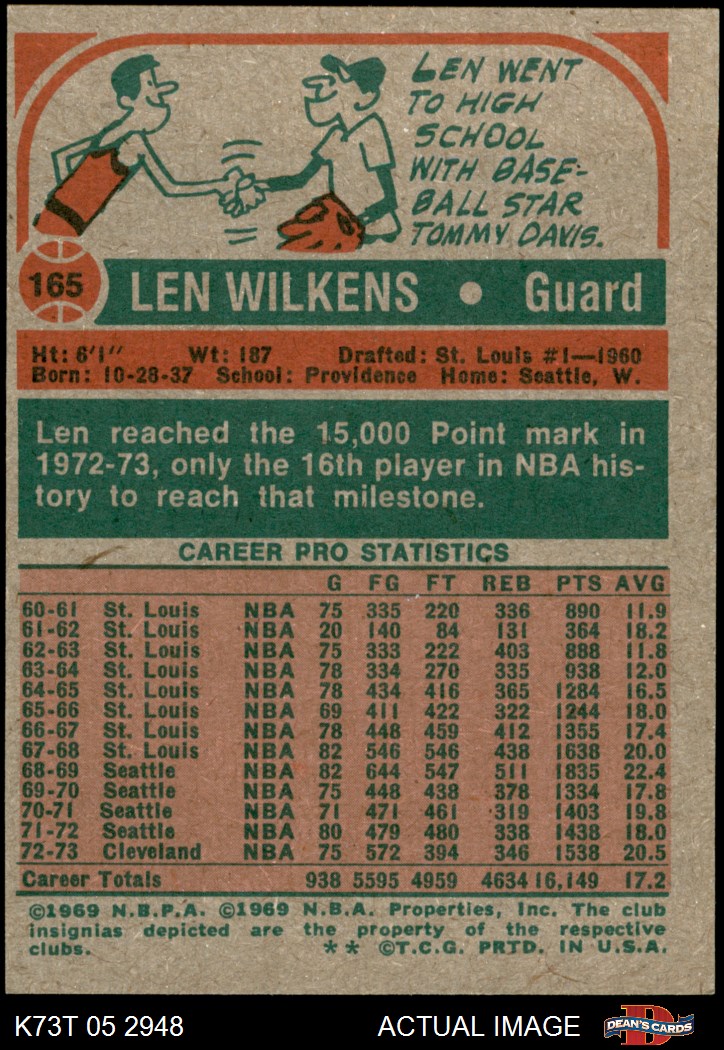 LEN WENT
TO HIGH
SCHOOL
WITH BASE-
BALL STAR
TOMMY DAVIS.
165 LEN WILKENS • Guard
Ht: 6'1" Wt: 187 Drafted: St. Louis #1—1960
Born: 10-28-37 School: Providence Home: Seattle, W.
Len reached the 15,000 Point mark in
1972-73, only the 16th player in NBA his-
tory to reach that milestone.
CAREER PRO STATISTICS
G FG FT REB PTS AVG
60-61 St. Louis NBA 75 335 220 336 890 11.9
61-62 St. Louis NBA 20 140 84 131 364 18.2
62-63 St. Louis NBA 75 333 222 403 888 11.8
63-64 St. Louis NBA 78 334 270 335 938 12.0
64-65 St. Louis NBA 78 434 416 365 1284 16.5
65-66 St. Louis NBA 69 411 422 322 1244 18.0
66-67 St. Louis NBA 78 448 459 412 1355 17.4
67-68 St. Louis NBA 82 546 546 438 1638 20.0
68-69 Seattle NBA 82 644 547 511 1835 22.4
69-70 Seattle NBA 75 448 438 378 1334 17.8
70-71 Seattle NBA 71 471 461 319 1403 19.8
71-72 Seattle NBA 80 479 480 338 1438 18.0
72-73 Cleveland NBA 75 572 394 346 1538 20.5
Career Totals 938 5595 4959 4634 16,149 17.2
©1969 N.B.P.A. ©1969 N.B.A. Properties, Inc. The club
insignias depicted are the property of the respective
clubs. ** ©T.C.G. PRTD. IN U.S.A.
K73T 05 2948 ACTUAL IMAGE D DEAN'S CARDS